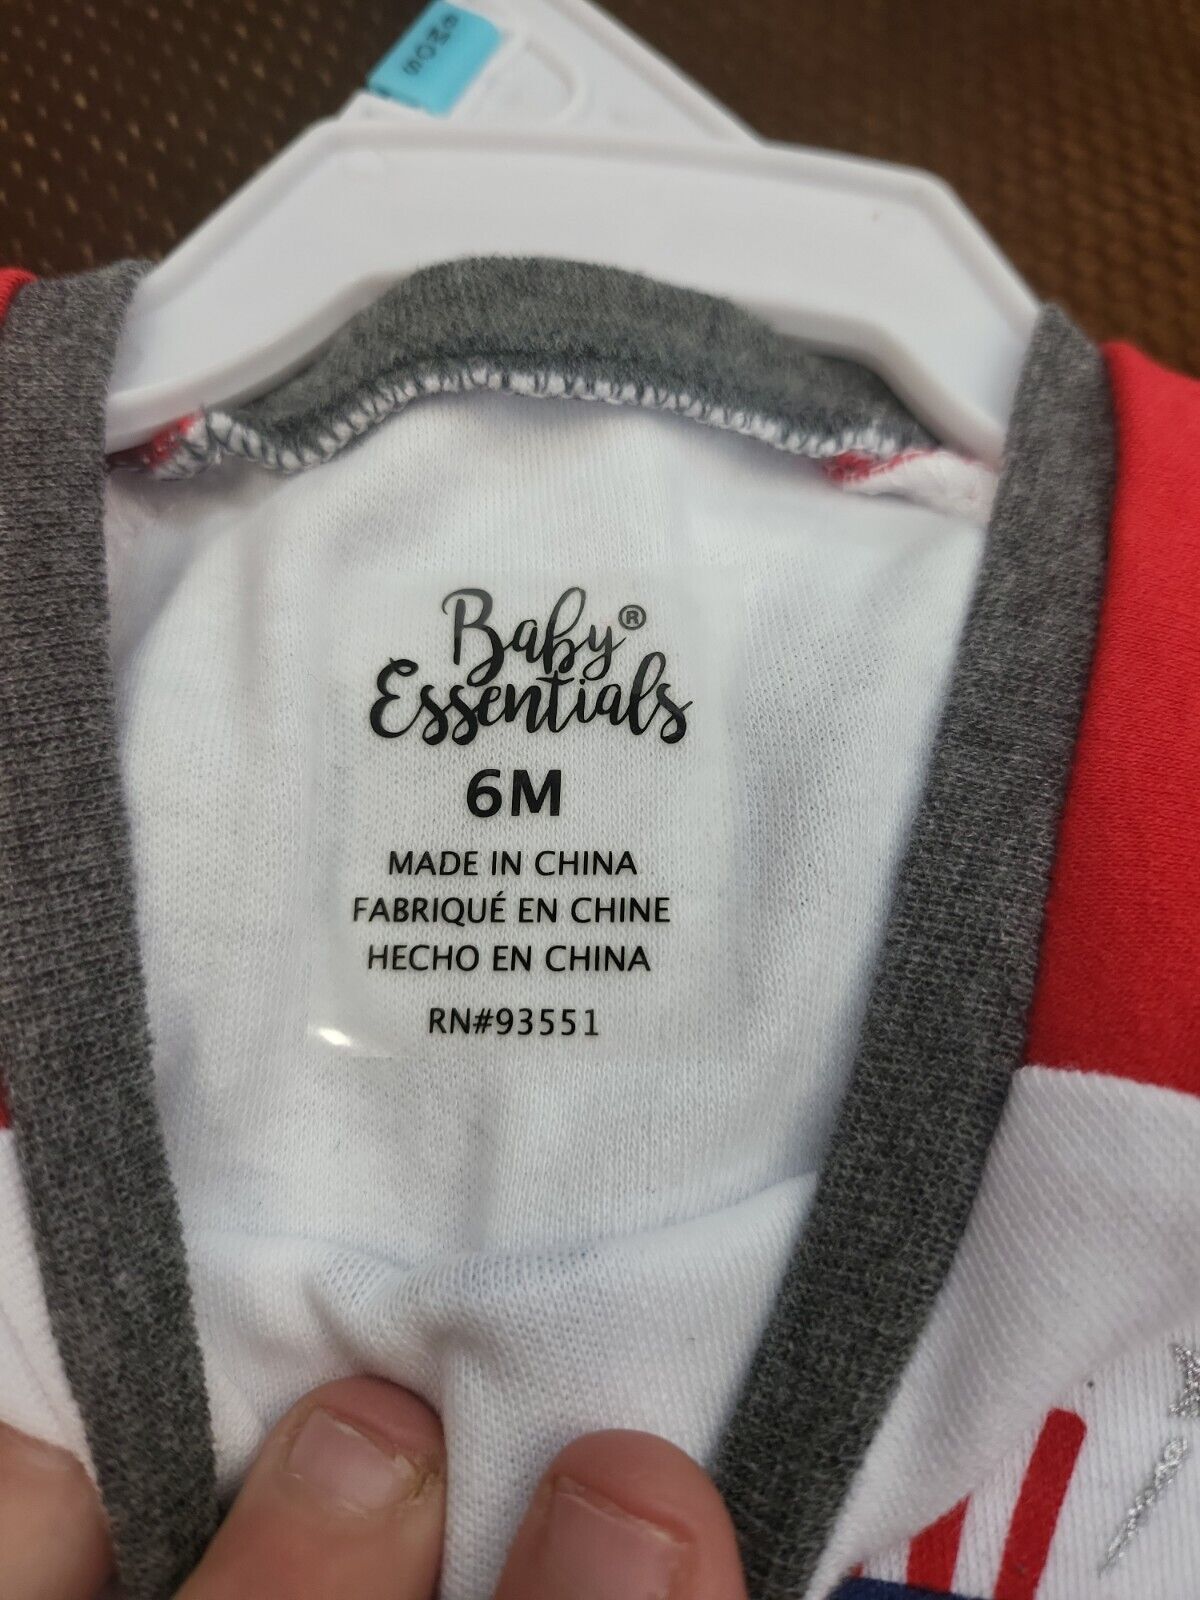 Baby®
Essentials
6M
MADE IN CHINA
FABRIQUÉ EN CHINE
HECHO EN CHINA
RN#93551